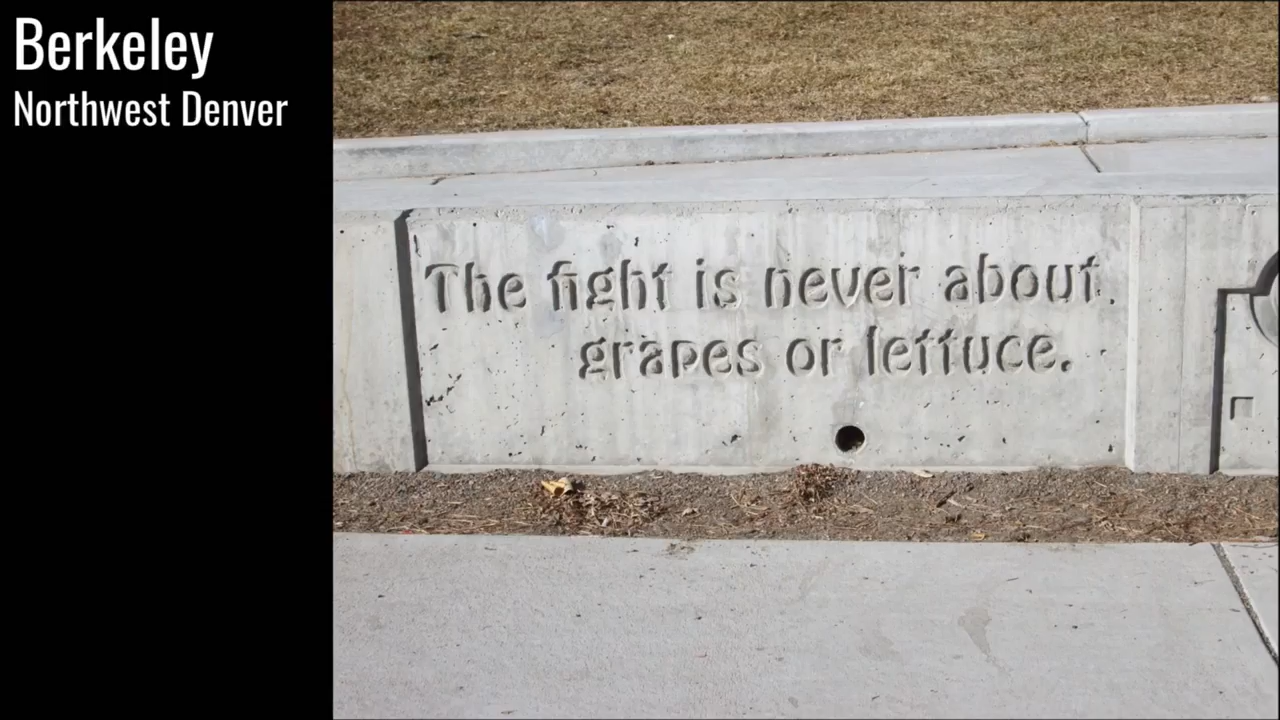 Berkeley
Northwest Denver
The fight is never about
grapes or lettuce.